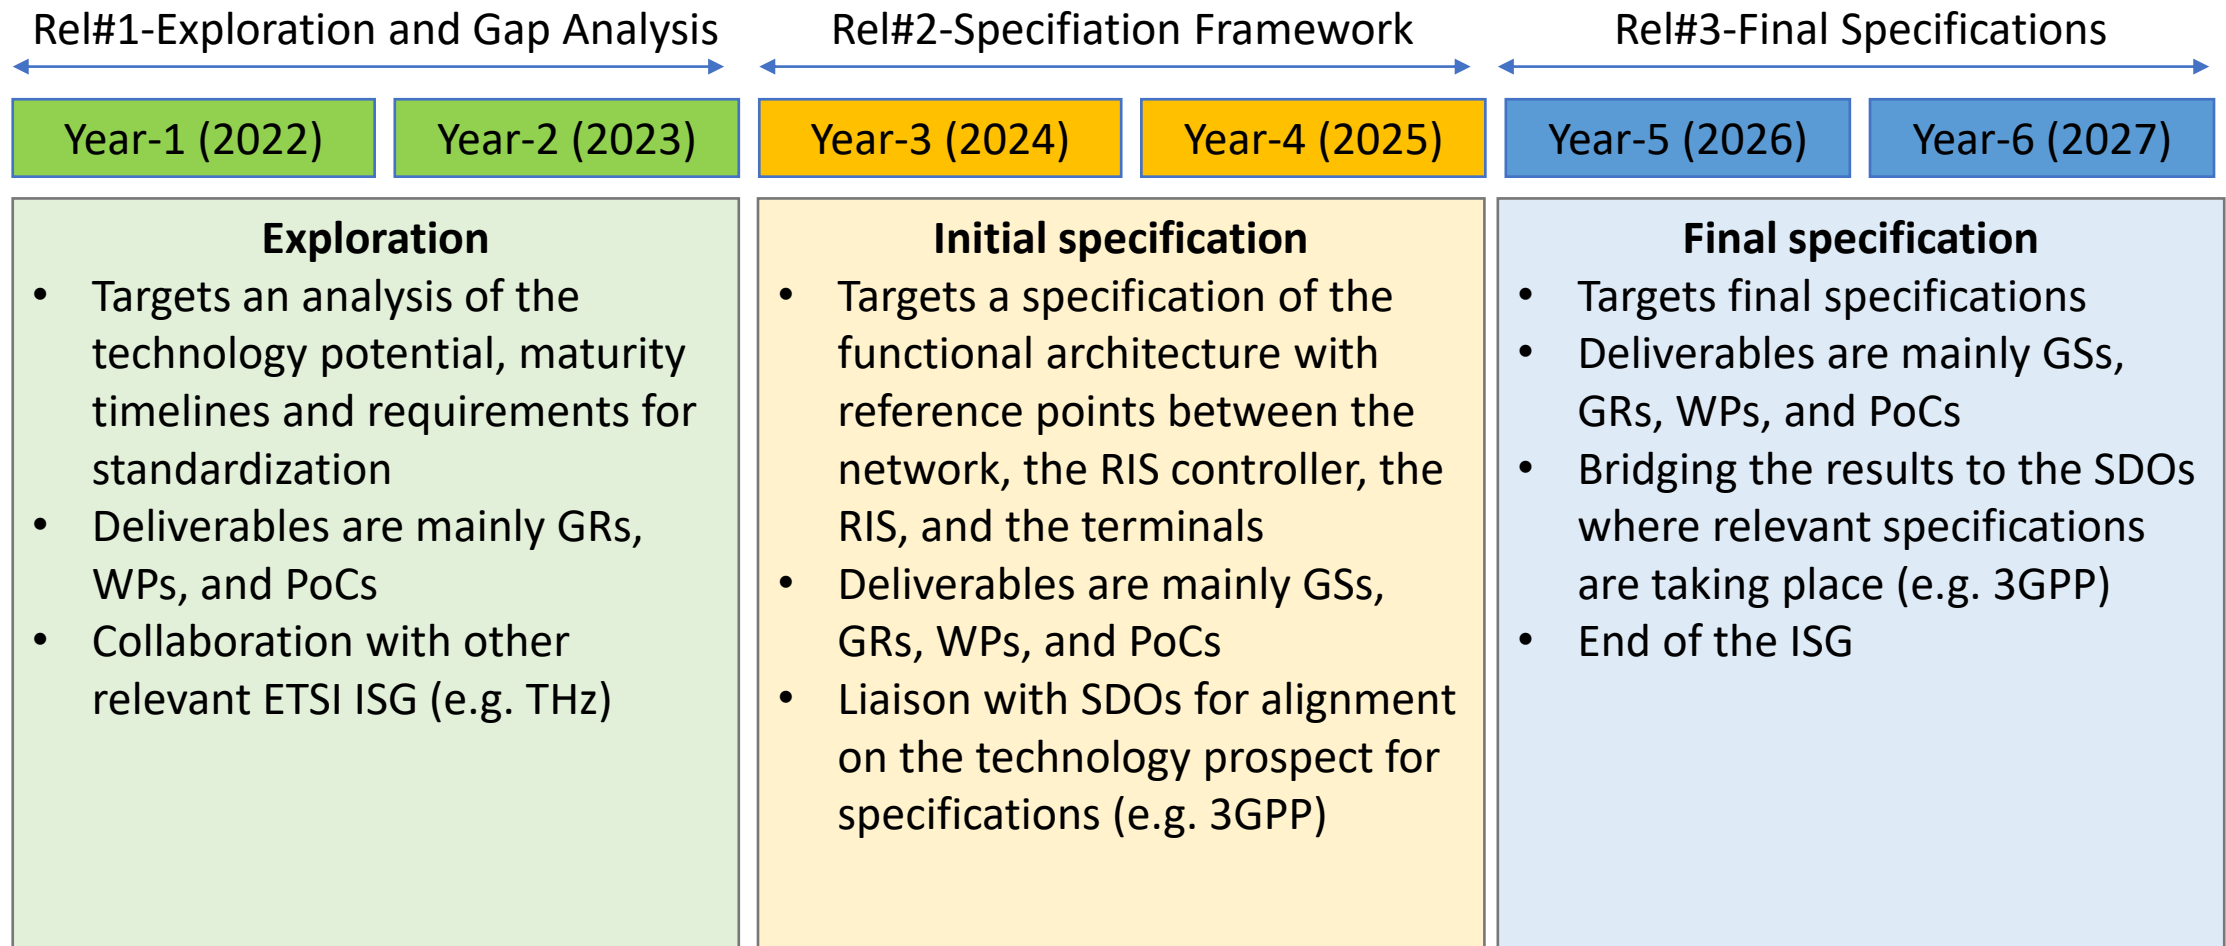 Rel#1-Exploration and Gap Analysis
Rel#2-Specifiation Framework
Rel#3-Final Specifications
Year-1 (2022)
Year-2 (2023)
Year-3 (2024)
Year-4 (2025)
Year-5 (2026)
Year-6 (2027)
Exploration
• Targets an analysis of the
technology potential, maturity
timelines and requirements for
standardization
• Deliverables are mainly GRs,
WPs, and PoCs
• Collaboration with other
relevant ETSI ISG (e.g. THz)
Initial specification
• Targets a specification of the
functional architecture with
reference points between the
network, the RIS controller, the
RIS, and the terminals
• Deliverables are mainly GSs,
GRs, WPs, and PoCs
• Liaison with SDOs for alignment
on the technology prospect for
specifications (e.g. 3GPP)
Final specification
• Targets final specifications
• Deliverables are mainly GSs,
GRs, WPs, and PoCs
• Bridging the results to the SDOs
where relevant specifications
are taking place (e.g. 3GPP)
• End of the ISG